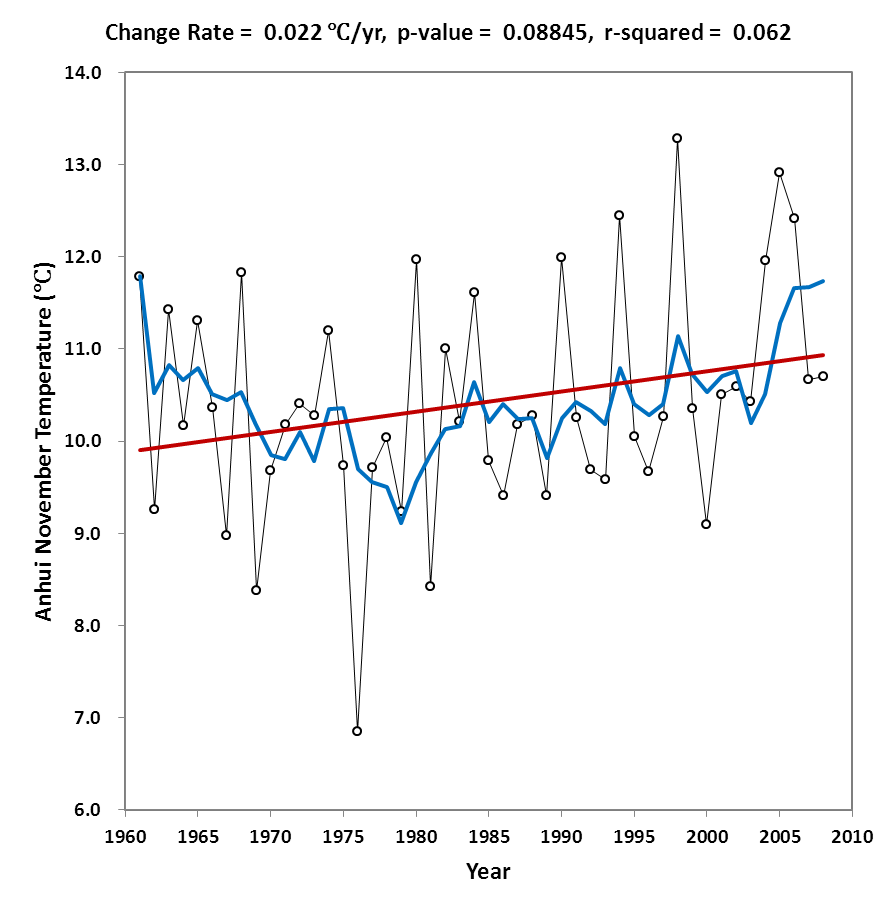 Change Rate = 0.022 ℃/yr, p-value = 0.08845, r-squared = 0.062
14.0
13.0
12.0
11.0
10.0
9.0
8.0
7.0
6.0
Anhui November Temperature (℃)
1960 1965 1970 1975 1980 1985 1990 1995 2000 2005 2010
Year